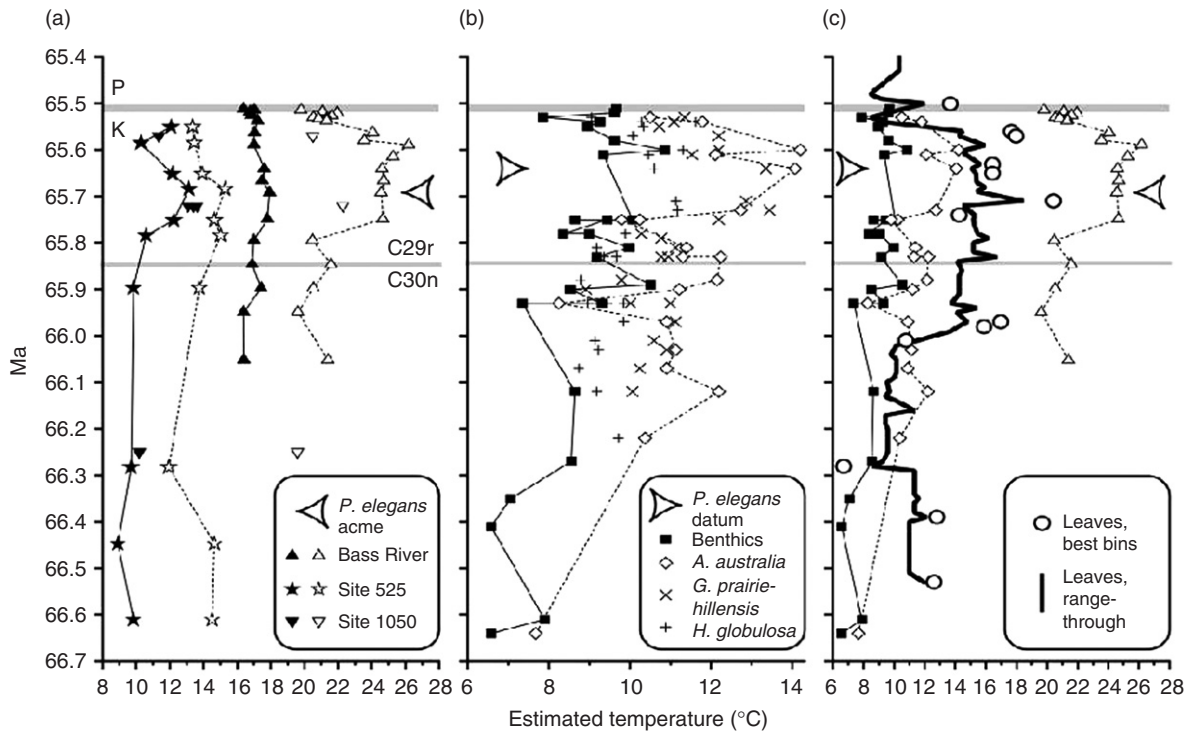 (a)
(b)
(c)
65.4
65.5
65.6
65.7
65.8
65.9
66.0
66.1
66.2
66.3
66.4
66.5
66.6
66.7
Ma
P
K
C29r
C30n
P. elegans
acme
Bass River
Site 525
Site 1050
P. elegans
datum
Benthics
A. australia
G. prairie-
hillensis
H. globulosa
Leaves,
best bins
Leaves,
range-
through
8 10 12 14 16 18 20 22 24 26 28
6 8 10 12 14
6 8 10 12 14 16 18 20 22 24 26 28
Estimated temperature (°C)